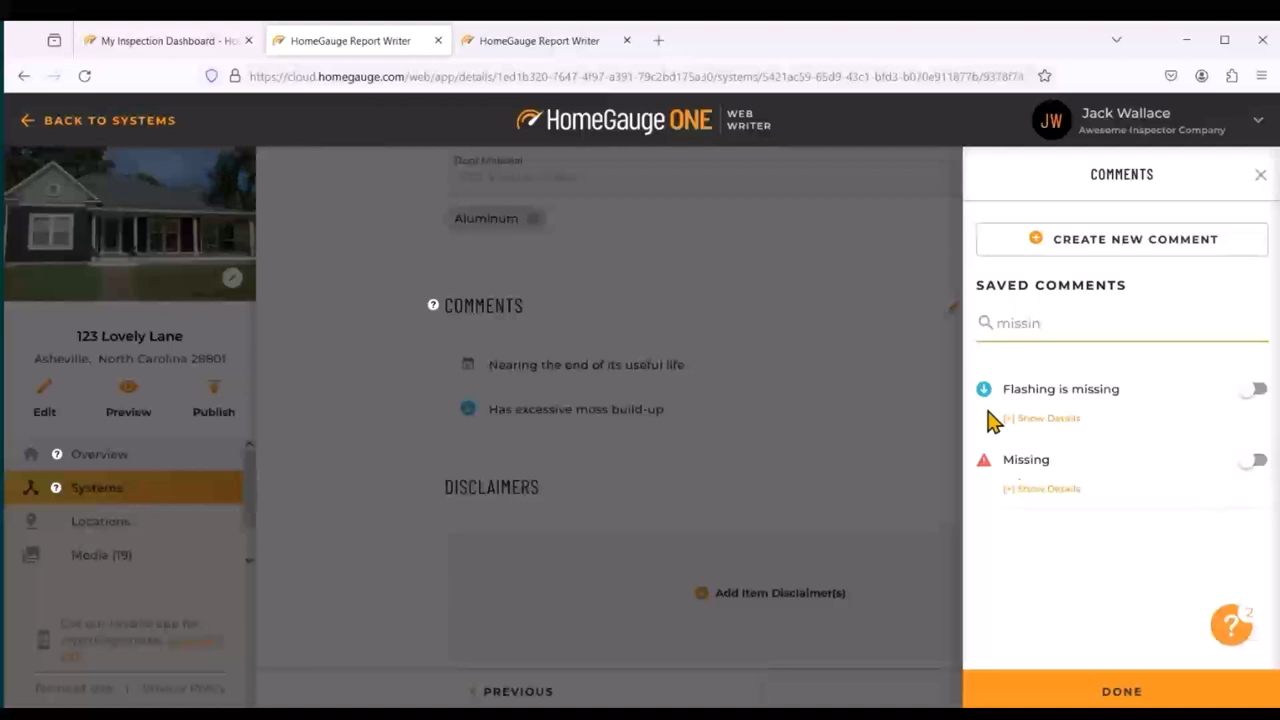 My Inspection Dashboard - Ho
HomeGauge Report Writer
HomeGauge Report Writer
BACK TO SYSTEMS
HomeGauge ONE
WEB
WRITER
JW
Jack Wallace
Awesome Inspector Company
123 Lovely Lane
Asheville, North Carolina 28801
Edit
Preview
Publish
Overview
Systems
Locations
Media (19)
Aluminum
COMMENTS
Nearing the end of its useful life
Has excessive moss build-up
DISCLAIMERS
Add Item Disclaimer(s)
PREVIOUS
COMMENTS
CREATE NEW COMMENT
SAVED COMMENTS
missin
Flashing is missing
[+] Show Details
Missing
[+] Show Details
2
?
DONE